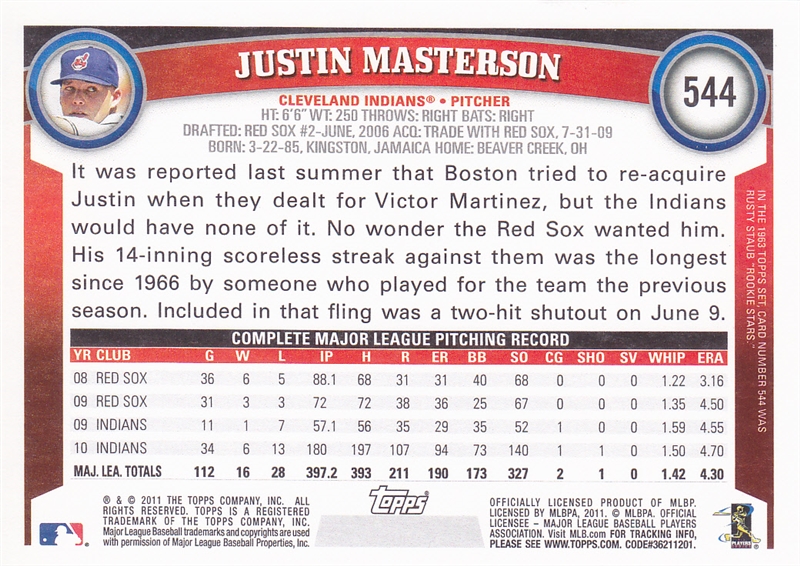 JUSTIN MASTERSON
544
CLEVELAND INDIANS® • PITCHER
HT: 6'6" WT: 250 THROWS: RIGHT BATS: RIGHT
DRAFTED: RED SOX #2-JUNE, 2006 ACQ: TRADE WITH RED SOX, 7-31-09
BORN: 3-22-85, KINGSTON, JAMAICA HOME: BEAVER CREEK, OH
It was reported last summer that Boston tried to re-acquire
Justin when they dealt for Victor Martinez, but the Indians
would have none of it. No wonder the Red Sox wanted him.
His 14-inning scoreless streak against them was the longest
since 1966 by someone who played for the team the previous
season. Included in that fling was a two-hit shutout on June 9.
IN THE 1963 TOPPS SET, CARD NUMBER 544 WAS
RUSTY STAUB "ROOKIE STARS."
COMPLETE MAJOR LEAGUE PITCHING RECORD
YR CLUB G W L IP H R ER BB SO CG SHO SV WHIP ERA
08 RED SOX 36 6 5 88.1 68 31 31 40 68 0 0 0 1.22 3.16
09 RED SOX 31 3 3 72 72 38 36 25 67 0 0 0 1.35 4.50
09 INDIANS 11 1 7 57.1 56 35 29 35 52 1 0 0 1.59 4.55
10 INDIANS 34 6 13 180 197 107 94 73 140 1 1 0 1.50 4.70
MAJ. LEA. TOTALS 112 16 28 397.2 393 211 190 173 327 2 1 0 1.42 4.30
® & © 2011 THE TOPPS COMPANY, INC. ALL
RIGHTS RESERVED. TOPPS IS A REGISTERED
TRADEMARK OF THE TOPPS COMPANY, INC.
Major League Baseball trademarks and copyrights are used
with permission of Major League Baseball Properties, Inc.
Topps
OFFICIALLY LICENSED PRODUCT OF MLBP.
LICENSED BY MLBPA, 2011. © MLBPA. OFFICIAL
LICENSEE – MAJOR LEAGUE BASEBALL PLAYERS
ASSOCIATION. Visit MLB.com FOR TRACKING INFO,
PLEASE SEE WWW.TOPPS.COM. CODE#36211201.
PLAYERS